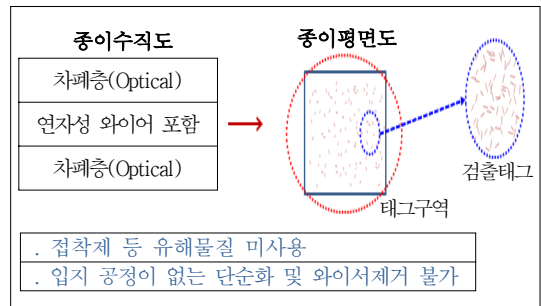 종이수직도
종이평면도
차폐층(Optical)
연자성 와이어 포함
차폐층(Optical)
검출태그
태그구역
. 접착제 등 유해물질 미사용
. 입지 공정이 없는 단순화 및 와이서제거 불가